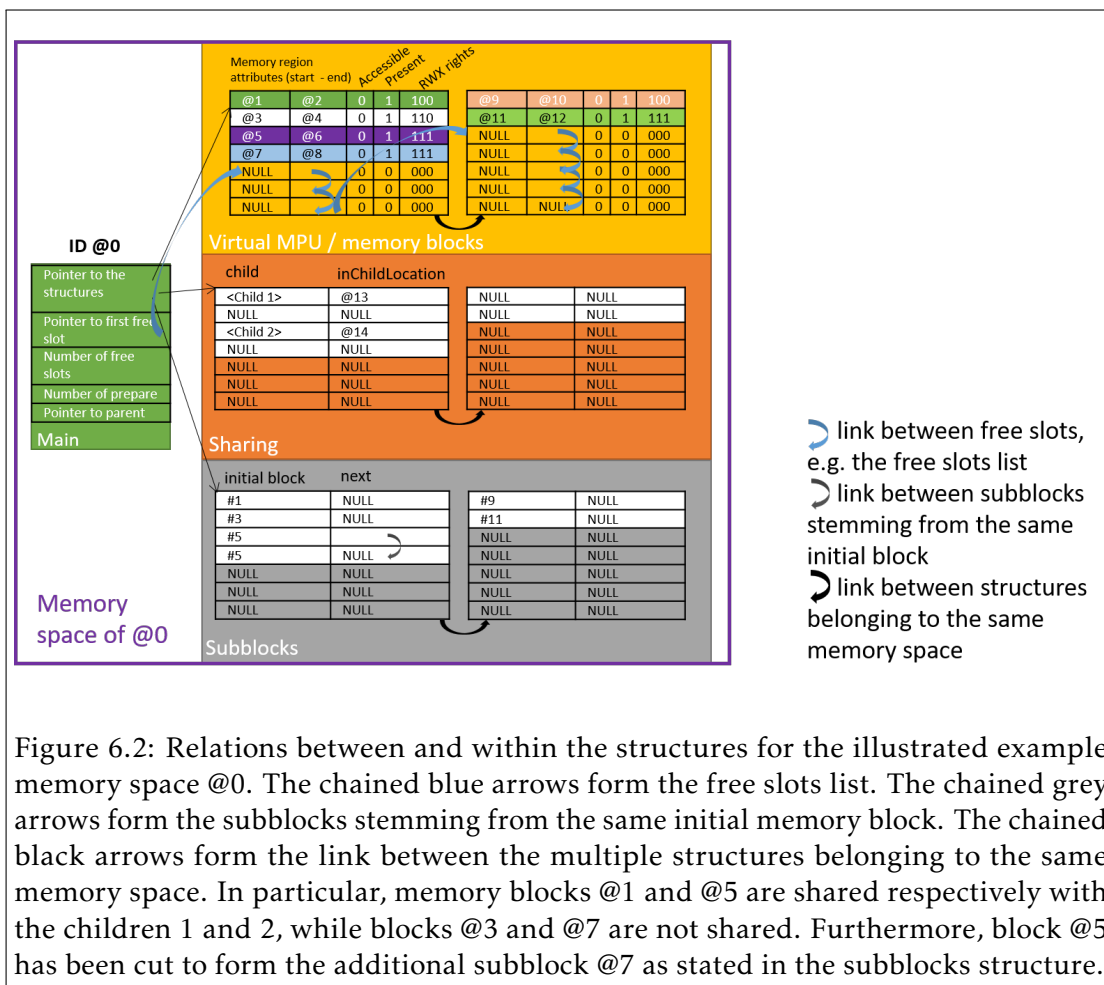 Memory region
attributes (start - end) Accessible Present RWX rights
@1 @2 0 1 100
@3 @4 0 1 110
@5 @6 0 1 111
@7 @8 0 1 111
NULL 0 0 000
NULL 0 0 000
NULL 0 0 000
@9 @10 0 1 100
@11 @12 0 1 111
NULL 0 0 000
NULL 0 0 000
NULL 0 0 000
NULL 0 0 000
NULL NULL 0 0 000
Virtual MPU / memory blocks
ID @0
Pointer to the
structures
Pointer to first free
slot
Number of free
slots
Number of prepare
Pointer to parent
Main
child inChildLocation
<Child 1> @13
NULL NULL
<Child 2> @14
NULL NULL
NULL NULL
NULL NULL
NULL NULL
NULL NULL
NULL NULL
NULL NULL
NULL NULL
NULL NULL
NULL NULL
NULL NULL
Sharing
initial block next
#1 NULL
#3 NULL
#5
#5 NULL
NULL NULL
NULL NULL
NULL NULL
#9 NULL
#11 NULL
NULL NULL
NULL NULL
NULL NULL
NULL NULL
NULL NULL
Subblocks
Memory
space of @0
link between free slots,
e.g. the free slots list
link between subblocks
stemming from the same
initial block
link between structures
belonging to the same
memory space
Figure 6.2: Relations between and within the structures for the illustrated example
memory space @0. The chained blue arrows form the free slots list. The chained grey
arrows form the subblocks stemming from the same initial memory block. The chained
black arrows form the link between the multiple structures belonging to the same
memory space. In particular, memory blocks @1 and @5 are shared respectively with
the children 1 and 2, while blocks @3 and @7 are not shared. Furthermore, block @5
has been cut to form the additional subblock @7 as stated in the subblocks structure.